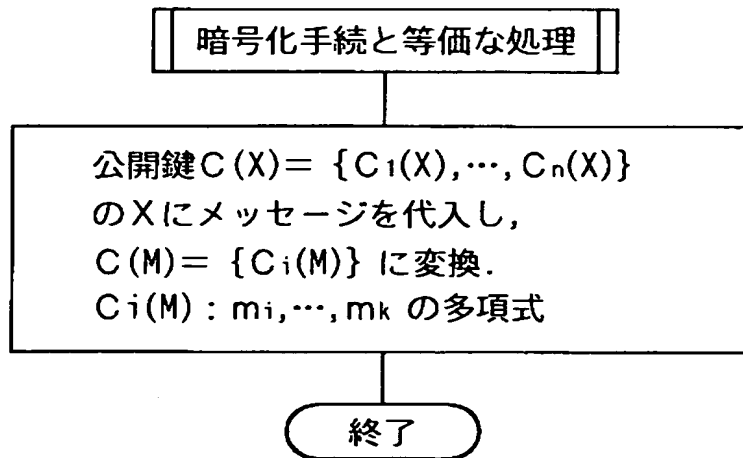 暗号化手続と等価な処理
公開鍵C(X)= {C1(X),…,Cn(X)}
のXにメッセージを代入し,
C(M)= {Ci(M)} に変換.
Ci(M) : mi,…,mk の多項式
終了